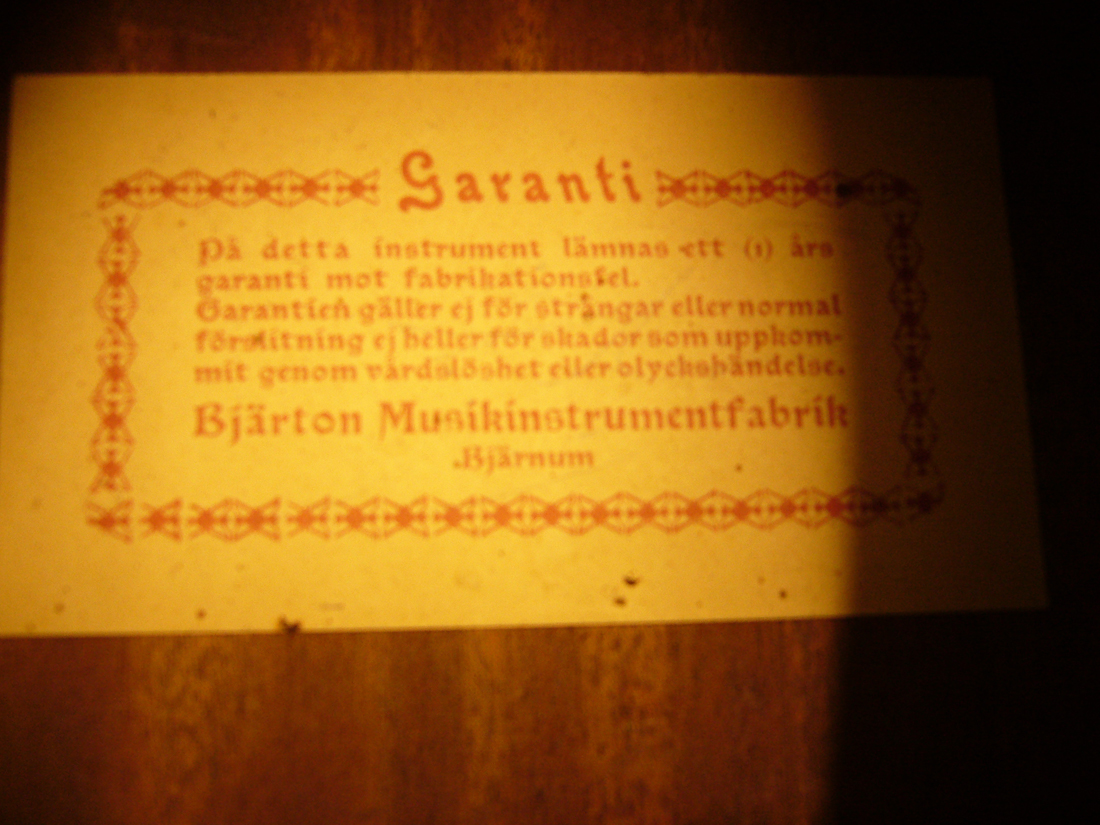 Garanti
På detta instrument lämnas ett (1) års
garanti mot fabrikationsfel.
Garantien gäller ej för strängar eller normal
förslitning ej heller för skador som uppkom-
mit genom vårdslöshet eller olyckshändelse.
Bjärton Musikinstrumentfabrik
Bjärnum